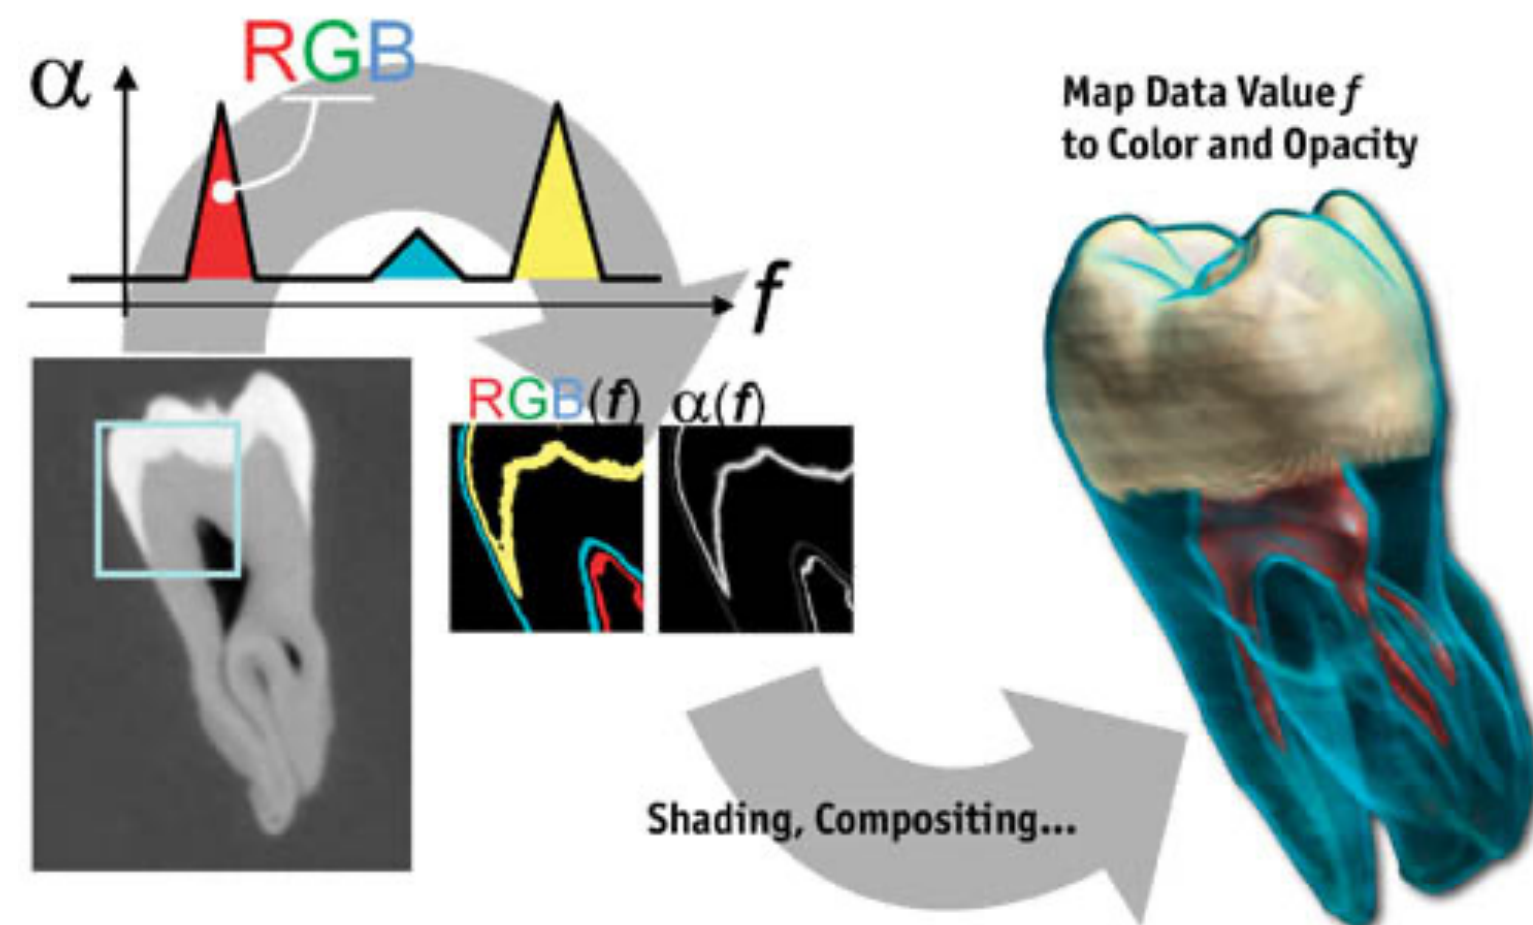 RGB
α
Map Data Value f
to Color and Opacity
f
RGB(f) α(f)
Shading, Compositing...